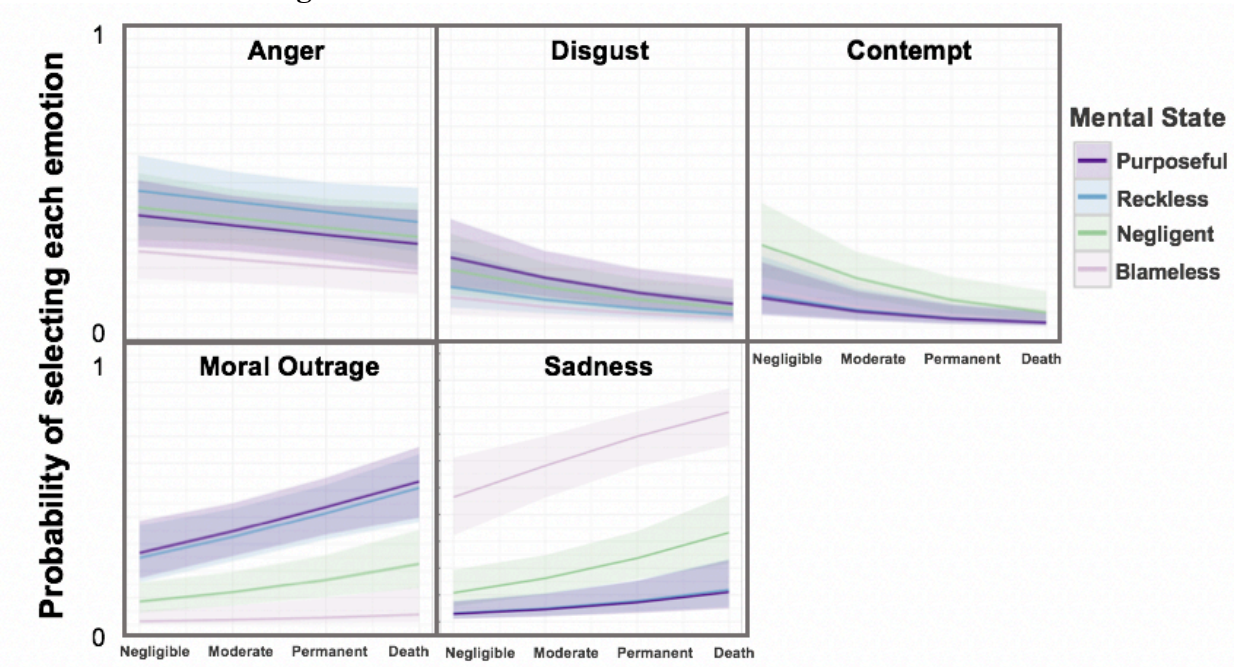 1
Anger
Disgust
Contempt
Mental State
Purposeful
Reckless
Negligent
Blameless
0
Probability of selecting each emotion
Negligible Moderate Permanent Death
1
Moral Outrage
Sadness
0
Negligible Moderate Permanent Death
Negligible Moderate Permanent Death